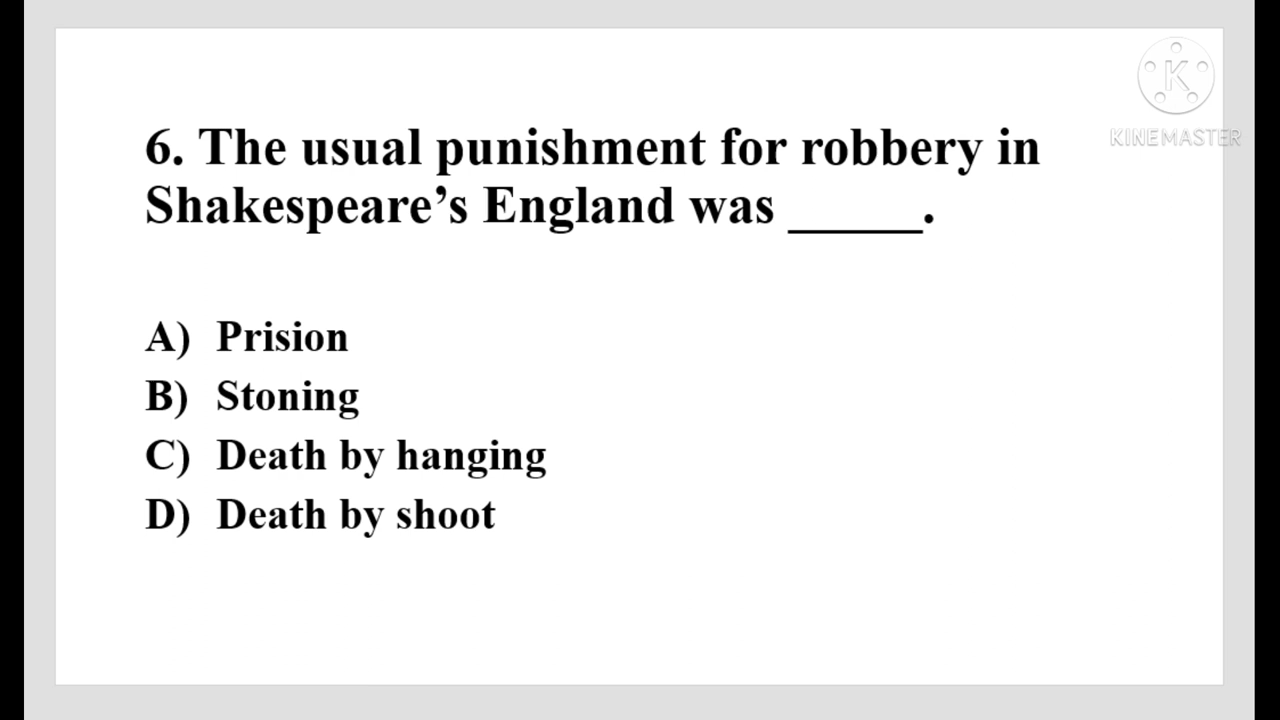 K
KINEMASTER
6. The usual punishment for robbery in
Shakespeare’s England was _____.
A) Prision
B) Stoning
C) Death by hanging
D) Death by shoot